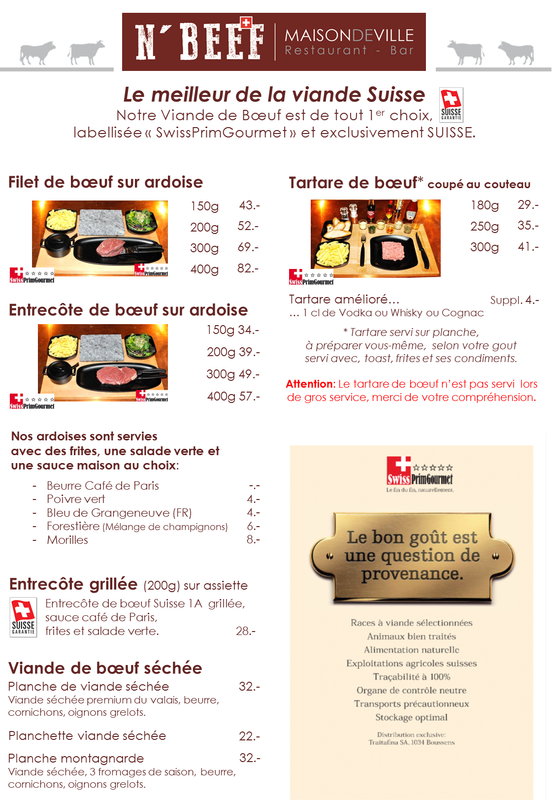 N´BEEF
MAISONDEVILLE
Restaurant - Bar
Le meilleur de la viande Suisse
Notre Viande de Bœuf est de tout 1er choix,
labellisée « SwissPrimGourmet » et exclusivement SUISSE.
SUISSE
GARANTIE
Filet de bœuf sur ardoise
150g 43.-
200g 52.-
300g 69.-
400g 82.-
SwissPrimGourmet
SwissPrimGourmet
Entrecôte de bœuf sur ardoise
150g 34.-
200g 39.-
300g 49.-
400g 57.-
SwissPrimGourmet
SwissPrimGourmet
Nos ardoises sont servies
avec des frites, une salade verte et
une sauce maison au choix:
- Beurre Café de Paris -.-
- Poivre vert 4.-
- Bleu de Grangeneuve (FR) 4.-
- Forestière (Mélange de champignons) 6.-
- Morilles 8.-
Entrecôte grillée (200g) sur assiette
SUISSE
GARANTIE
Entrecôte de bœuf Suisse 1A grillée,
sauce café de Paris,
frites et salade verte. 28.-
Viande de bœuf séchée
Planche de viande séchée 32.-
Viande séchée premium du valais, beurre,
cornichons, oignons grelots.
Planchette viande séchée 22.-
Planche montagnarde 32.-
Viande séchée, 3 fromages de saison, beurre,
cornichons, oignons grelots.
Tartare de bœuf* coupé au couteau
180g 29.-
250g 35.-
300g 41.-
SwissPrimGourmet
Tartare amélioré… Suppl. 4.-
… 1 cl de Vodka ou Whisky ou Cognac
* Tartare servi sur planche,
à préparer vous-même, selon votre gout
servi avec, toast, frites et ses condiments.
Attention: Le tartare de bœuf n’est pas servi lors
de gros service, merci de votre compréhension.
SwissPrimGourmet
Le fin du fin, naturellement.
Le bon goût est
une question de
provenance.
Races à viande sélectionnées
Animaux bien traités
Alimentation naturelle
Exploitations agricoles suisses
Traçabilité à 100%
Organe de contrôle neutre
Transports précautionneux
Stockage optimal
Distribution exclusive:
Traitafina SA, 1034 Boussens